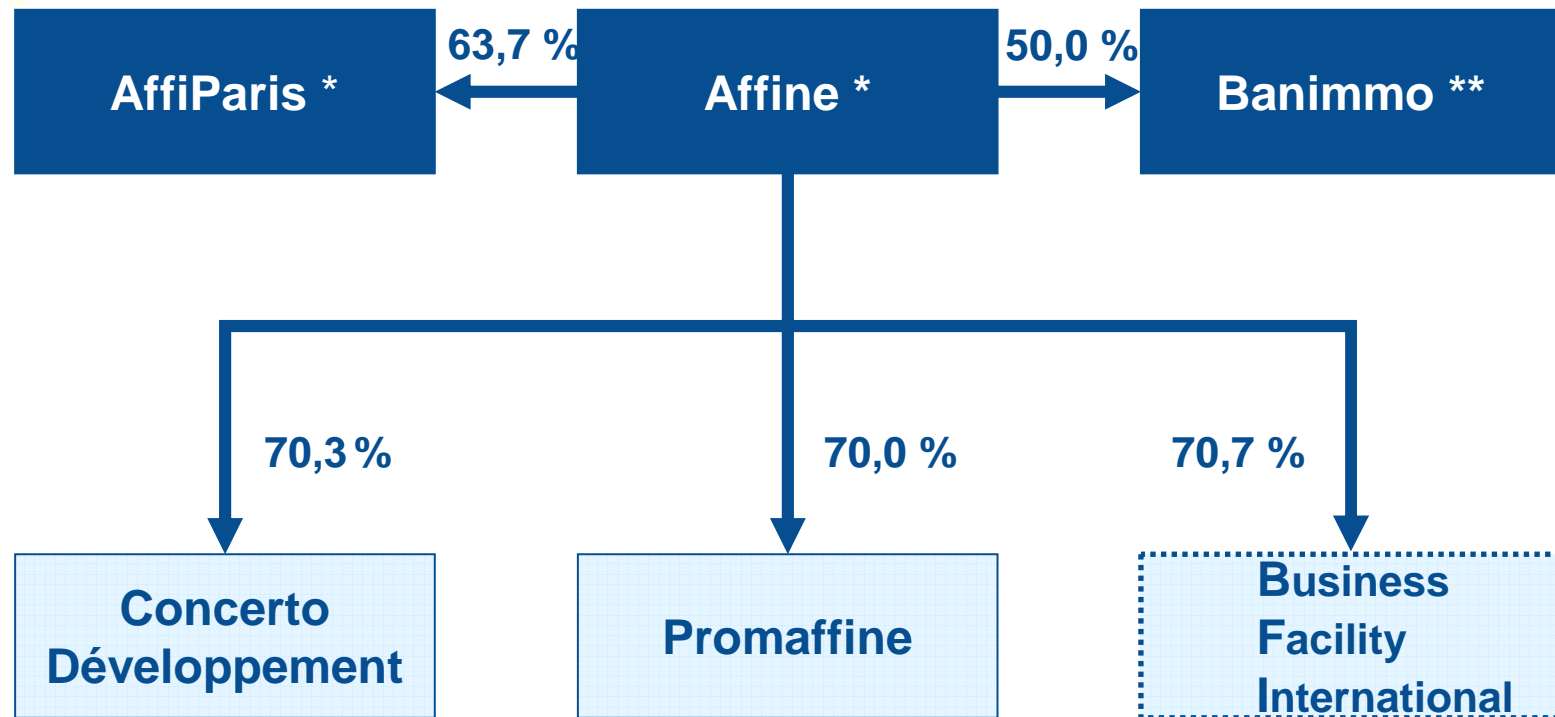 63,7 %
50,0 %
AffiParis *
Affine *
Banimmo **
70,3 %
70,0 %
70,7 %
Concerto
Développement
Promaffine
Business
Facility
International